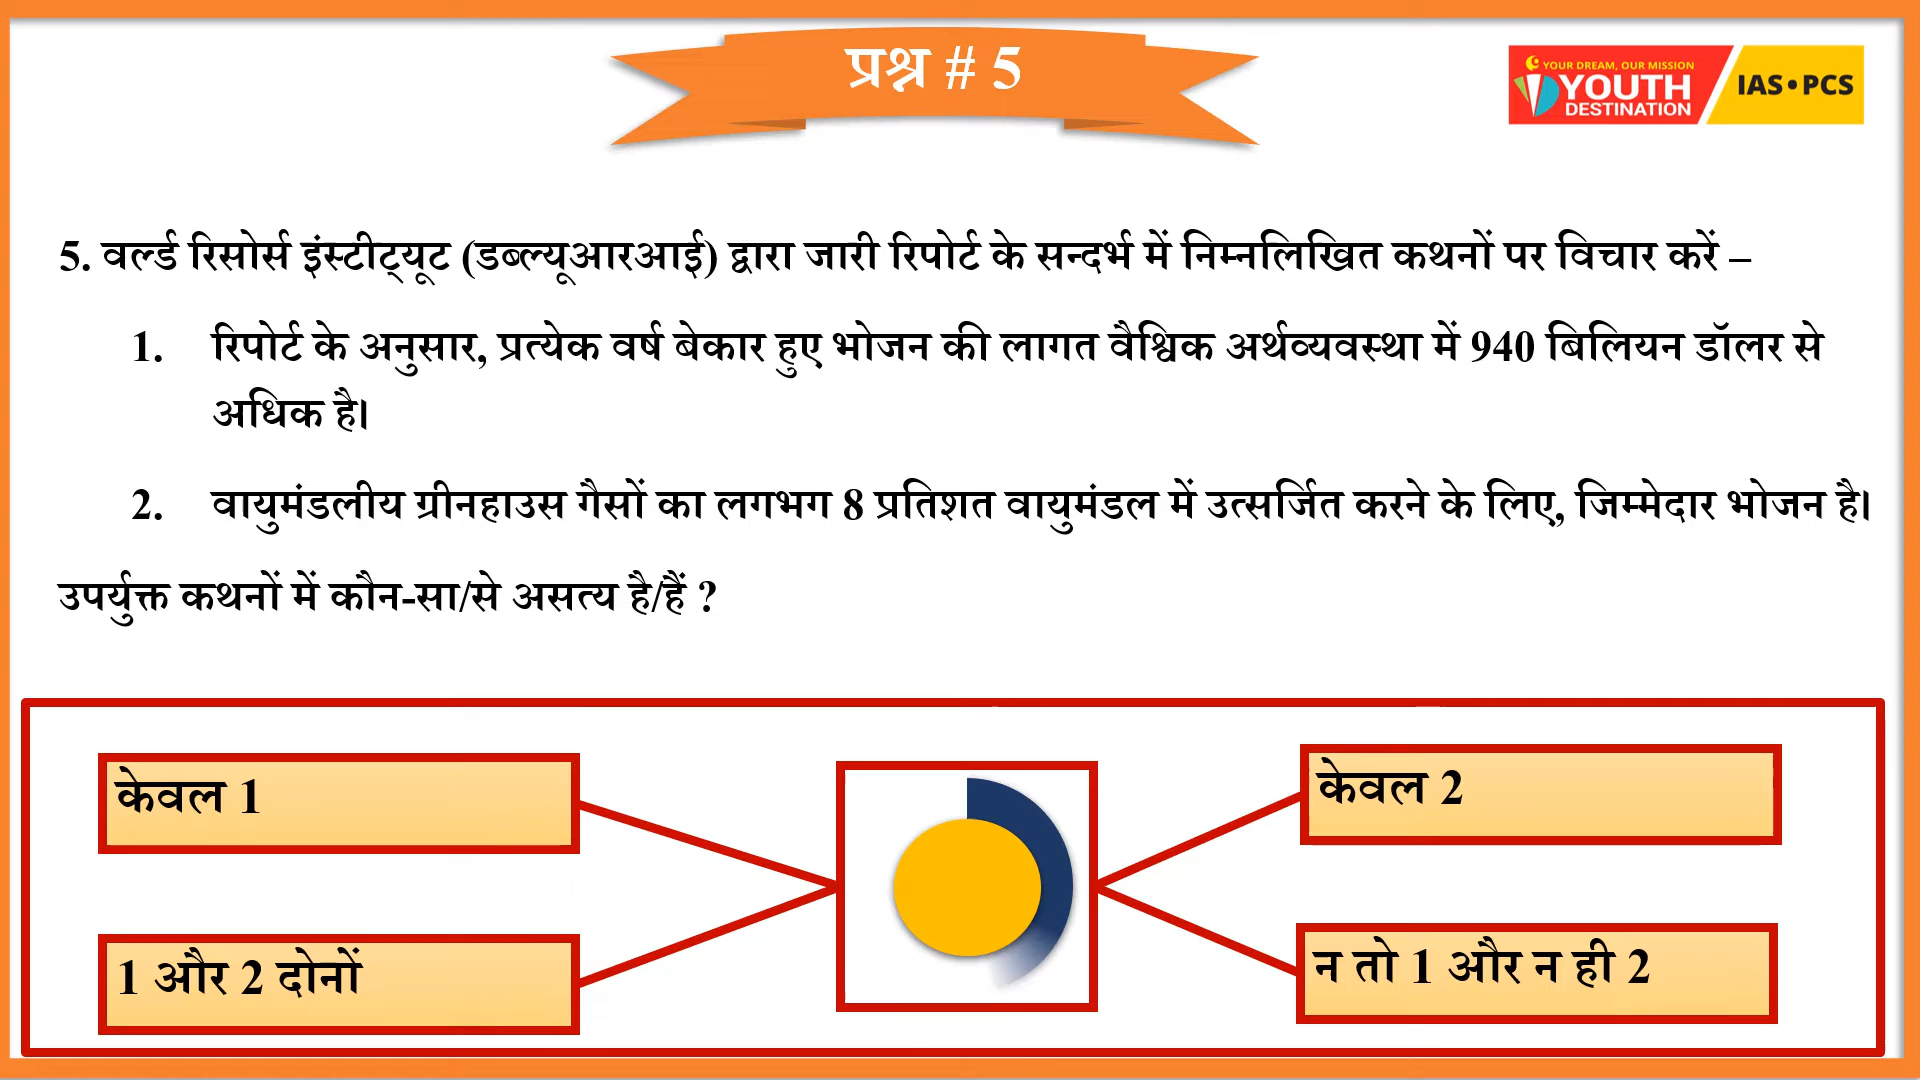 प्रश्न # 5
YOUR DREAM, OUR MISSION
YOUTH
DESTINATION
IAS•PCS
5. वर्ल्ड रिसोर्स इंस्टीट्यूट (डब्ल्यूआरआई) द्वारा जारी रिपोर्ट के सन्दर्भ में निम्नलिखित कथनों पर विचार करें –
1. रिपोर्ट के अनुसार, प्रत्येक वर्ष बेकार हुए भोजन की लागत वैश्विक अर्थव्यवस्था में 940 बिलियन डॉलर से
अधिक है।
2. वायुमंडलीय ग्रीनहाउस गैसों का लगभग 8 प्रतिशत वायुमंडल में उत्सर्जित करने के लिए, जिम्मेदार भोजन है।
उपर्युक्त कथनों में कौन-सा/से असत्य है/हैं ?
केवल 1
केवल 2
1 और 2 दोनों
न तो 1 और न ही 2